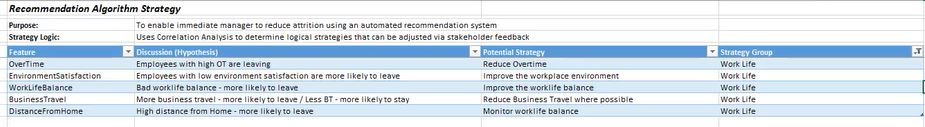 Recommendation Algorithm Strategy
Purpose: To enable immediate manager to reduce attrition using an automated recommendation system
Strategy Logic: Uses Correlation Analysis to determine logical strategies that can be adjusted via stakeholder feedback
Feature Discussion (Hypothesis) Potential Strategy Strategy Group
OverTime Employees with high OT are leaving Reduce Overtime Work Life
EnvironmentSatisfaction Employees with low environment satisfaction are more likely to leave Improve the workplace environment Work Life
WorkLifeBalance Bad worklife balance - more likely to leave Improve the worklife balance Work Life
BusinessTravel More business travel - more likely to leave / Less BT - more likely to stay Reduce Business Travel where possible Work Life
DistanceFromHome High distance from Home - more likely to leave Monitor worklife balance Work Life